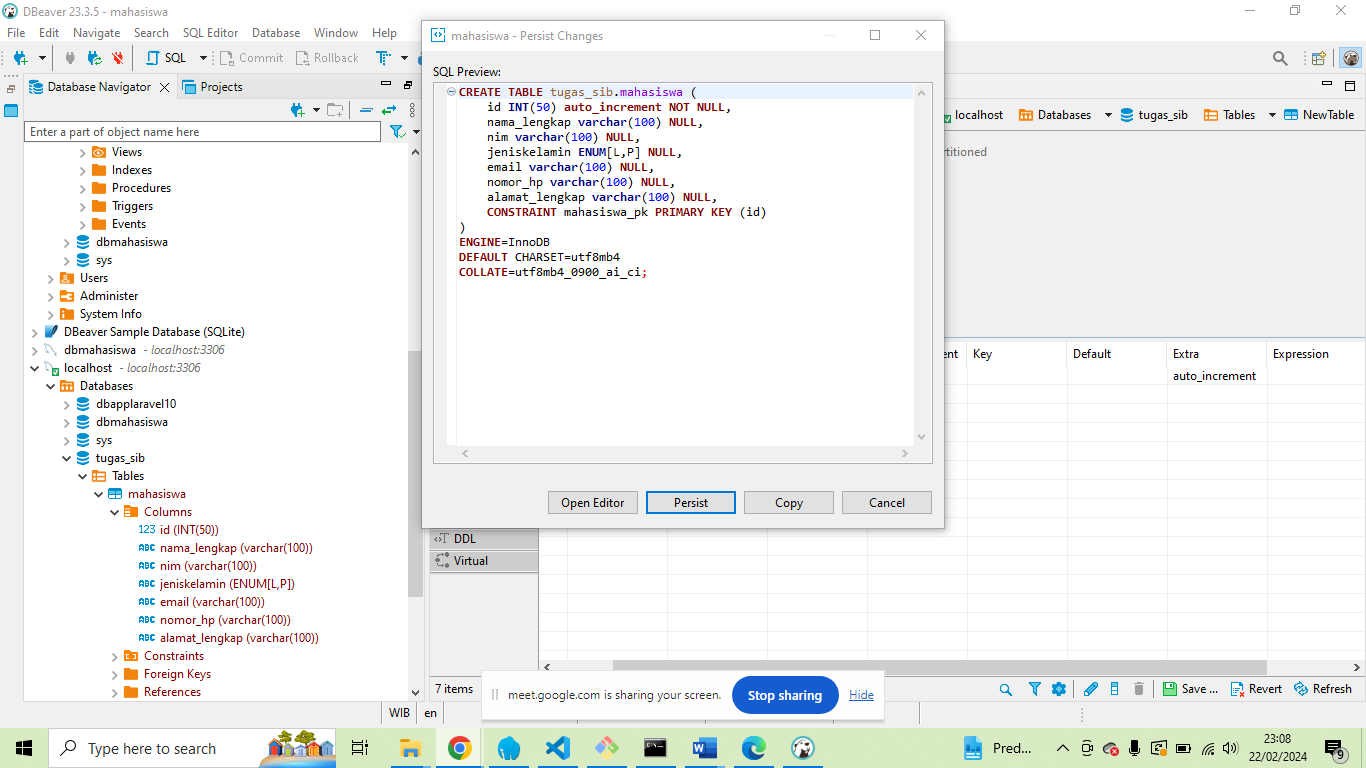 DBeaver 23.3.5 - mahasiswa
File Edit Navigate Search SQL Editor Database Window Help
SQL Commit Rollback T
Database Navigator Projects
Enter a part of object name here
Views
Indexes
Procedures
Triggers
Events
dbmahasiswa
sys
Users
Administer
System Info
DBeaver Sample Database (SQLite)
dbmahasiswa - localhost:3306
localhost - localhost:3306
Databases
dbapplaravel10
dbmahasiswa
sys
tugas_sib
Tables
mahasiswa
Columns
123 id (INT(50))
ABC nama_lengkap (varchar(100))
ABC nim (varchar(100))
ABC jeniskelamin (ENUM[L,P])
ABC email (varchar(100))
ABC nomor_hp (varchar(100))
ABC alamat_lengkap (varchar(100))
Constraints
Foreign Keys
References
mahasiswa - Persist Changes
SQL Preview:
CREATE TABLE tugas_sib.mahasiswa (
id INT(50) auto_increment NOT NULL,
nama_lengkap varchar(100) NULL,
nim varchar(100) NULL,
jeniskelamin ENUM[L,P] NULL,
email varchar(100) NULL,
nomor_hp varchar(100) NULL,
alamat_lengkap varchar(100) NULL,
CONSTRAINT mahasiswa_pk PRIMARY KEY (id)
)
ENGINE=InnoDB
DEFAULT CHARSET=utf8mb4
COLLATE=utf8mb4_0900_ai_ci;
Open Editor Persist Copy Cancel
localhost Databases tugas_sib Tables NewTable
titioned
ent Key Default Extra Expression
auto_increment
DDL
Virtual
7 items
Save ... Revert Refresh
meet.google.com is sharing your screen. Stop sharing Hide
WIB en
Type here to search
Pred...
23:08
22/02/2024
9